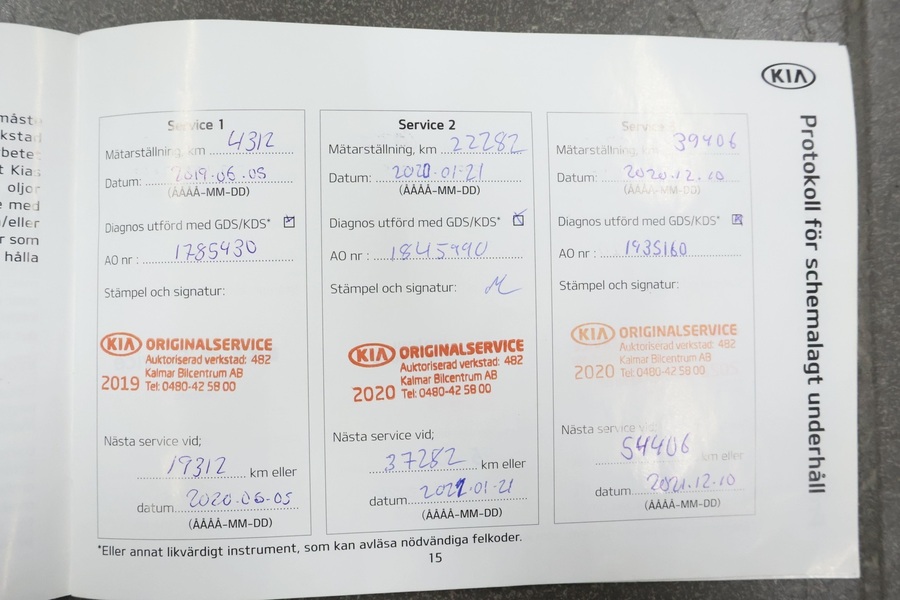 måst
kstad
bete
t Kias
oljor
e med
/eller
r som
hålla
KIA
Protokoll för schemalagt underhåll
Service 1
Mätarställning, km 4312
Datum: 2019-06-05
(ÅÅÅÅ-MM-DD)
Diagnos utförd med GDS/KDS*
AO nr : 1785930
Stämpel och signatur:
KIA ORIGINALSERVICE
Auktoriserad verkstad: 482
Kalmar Bilcentrum AB
2019 Tel: 0480-42 58 00
Nästa service vid;
19312 km eller
datum 2020-06-05
(ÅÅÅÅ-MM-DD)
Service 2
Mätarställning, km 22282
Datum: 2020-01-21
(ÅÅÅÅ-MM-DD)
Diagnos utförd med GDS/KDS*
AO nr : 1845990
Stämpel och signatur:
KIA ORIGINALSERVICE
Auktoriserad verkstad: 482
Kalmar Bilcentrum AB
2020 Tel: 0480-42 58 00
Nästa service vid;
37282 km eller
datum 2021-01-21
(ÅÅÅÅ-MM-DD)
Service
Mätarställning, km 39406
Datum: 2020.12.10
(ÅÅÅÅ-MM-DD)
Diagnos utförd med GDS/KDS*
AO nr : 1935160
Stämpel och signatur:
KIA ORIGINALSERVICE
Auktoriserad verkstad: 482
Kalmar Bilcentrum AB
2020 Tel: 0480-42 58 00
Nästa service vid;
54406 km eller
datum 2021.12.10
(ÅÅÅÅ-MM-DD)
*Eller annat likvärdigt instrument, som kan avläsa nödvändiga felkoder.
15